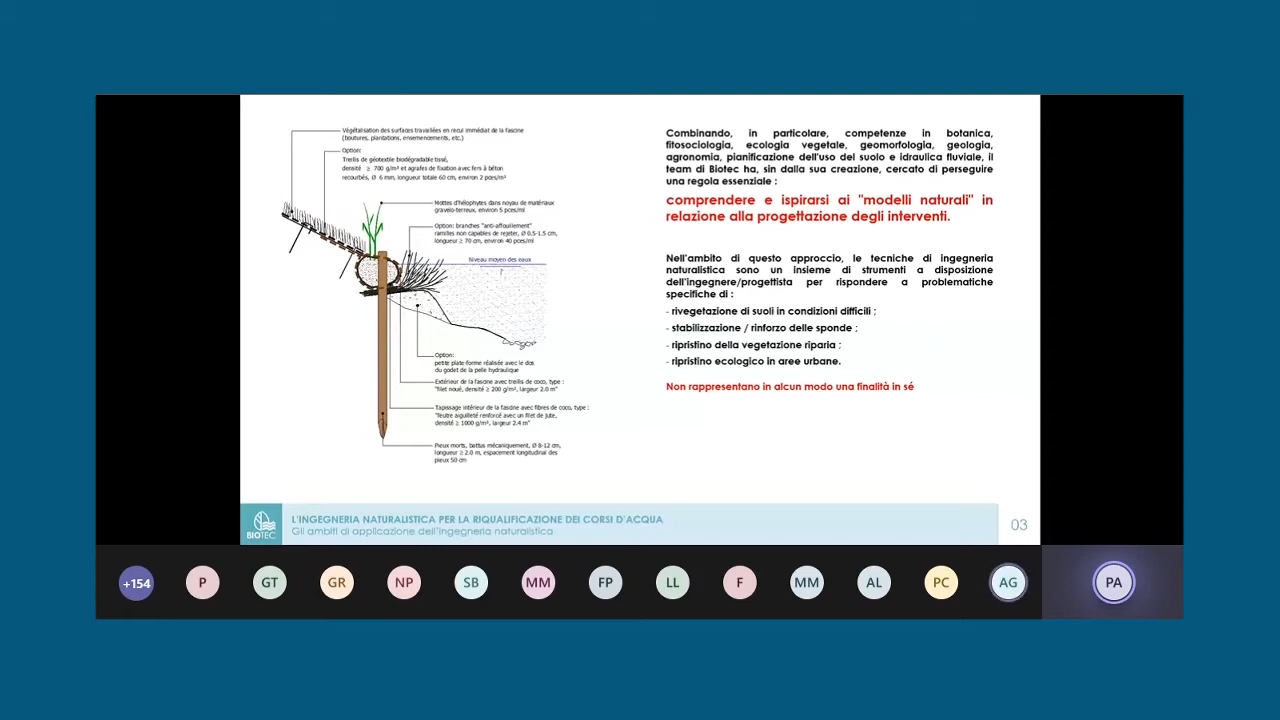 Végétalisation des surfaces travaillées en recul immédiat de la fascine
(boutures, plantations, ensemencements, etc.)
Option:
Treillis de géotextile biodégradable tissé,
densité ≥ 700 g/m² et agrafes de fixation avec fers à béton
recourbés, Ø 6 mm, longueur totale 60 cm, environ 2 pces/m²
Mottes d'hélophytes dans noyau de matériaux
gravelo-terreux, environ 5 pces/ml
Option: branches "anti-affouillement"
ramilles non capables de rejeter, Ø 0.5-1.5 cm,
longueur ≥ 70 cm, environ 40 pces/ml
Niveau moyen des eaux
Option:
petite plate-forme réalisée avec le dos
du godet de la pelle hydraulique
Extérieur de la fascine avec treillis de coco, type :
"filet noué, densité ≥ 200 g/m², largeur 2.0 m"
Tapissage intérieur de la fascine avec fibres de coco, type :
"feutre aiguilleté renforcé avec un filet de jute,
densité ≥ 1000 g/m², largeur 2.4 m"
Pieux morts, battus mécaniquement, Ø 8-12 cm,
longueur ≥ 2.0 m, espacement longitudinal des
pieux 50 cm
Combinando, in particolare, competenze in botanica,
fitosociologia, ecologia vegetale, geomorfologia, geologia,
agronomia, pianificazione dell'uso del suolo e idraulica fluviale, il
team di Biotec ha, sin dalla sua creazione, cercato di perseguire
una regola essenziale :
comprendere e ispirarsi ai "modelli naturali" in
relazione alla progettazione degli interventi.
Nell'ambito di questo approccio, le tecniche di ingegneria
naturalistica sono un insieme di strumenti a disposizione
dell'ingegnere/progettista per rispondere a problematiche
specifiche di :
- rivegetazione di suoli in condizioni difficili ;
- stabilizzazione / rinforzo delle sponde ;
- ripristino della vegetazione riparia ;
- ripristino ecologico in aree urbane.
Non rappresentano in alcun modo una finalità in sé
BIOTEC
L'INGEGNERIA NATURALISTICA PER LA RIQUALIFICAZIONE DEI CORSI D'ACQUA
Gli ambiti di applicazione dell'ingegneria naturalistica
03
+154 P GT GR NP SB MM FP LL F MM AL PC AG PA